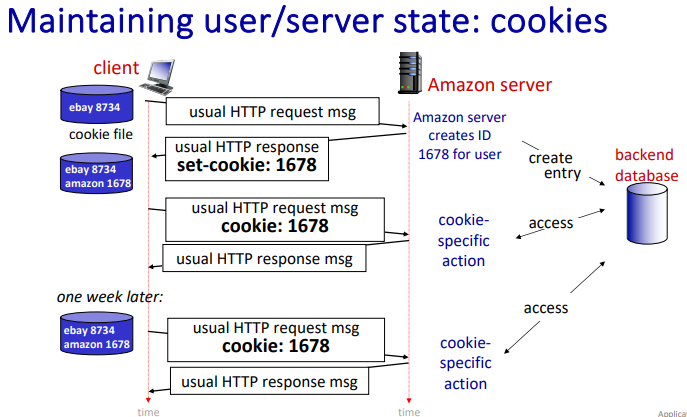 Maintaining user/server state: cookies
client
Amazon server
ebay 8734
cookie file
usual HTTP request msg
Amazon server
creates ID
1678 for user
usual HTTP response
set-cookie: 1678
create
entry
backend
database
ebay 8734
amazon 1678
usual HTTP request msg
cookie: 1678
cookie-
specific
action
access
usual HTTP response msg
one week later:
access
ebay 8734
amazon 1678
usual HTTP request msg
cookie: 1678
cookie-
specific
action
usual HTTP response msg
time
time
Applic